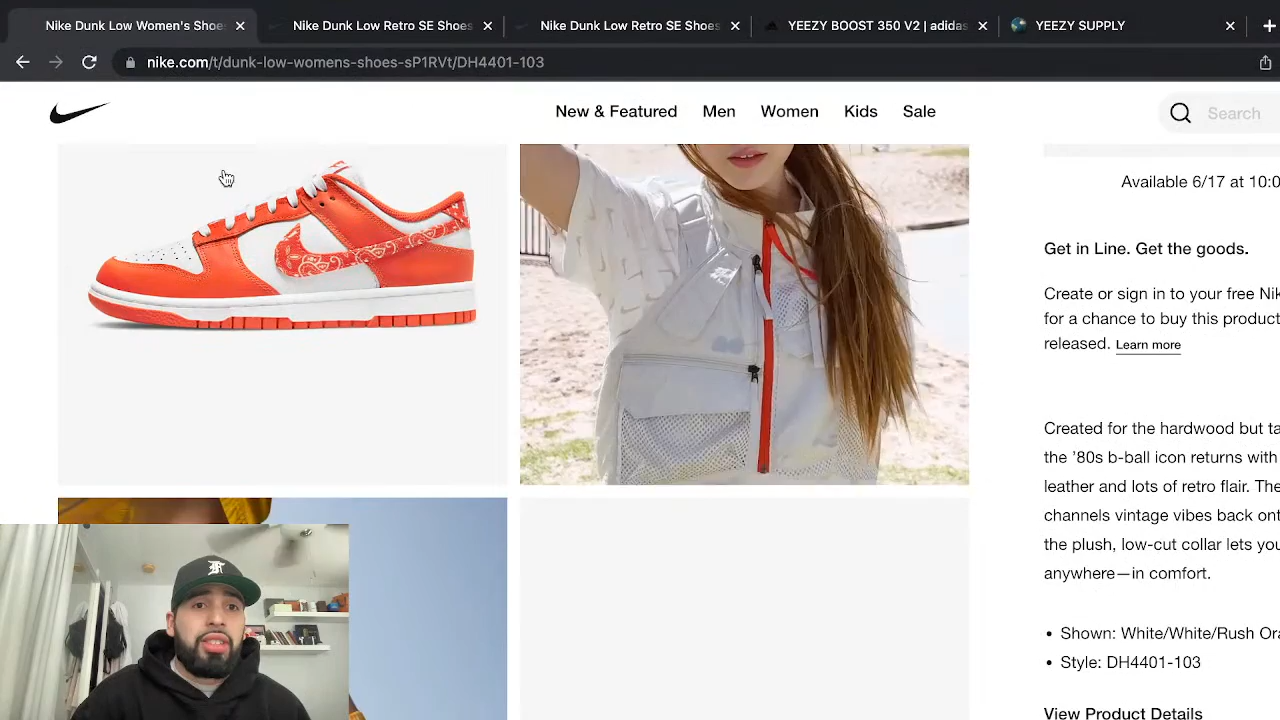 Nike Dunk Low Women's Shoe
Nike Dunk Low Retro SE Shoes
Nike Dunk Low Retro SE Shoes
YEEZY BOOST 350 V2 | adidas
YEEZY SUPPLY
nike.com/t/dunk-low-womens-shoes-sP1RVt/DH4401-103
New & Featured
Men
Women
Kids
Sale
Search
Available 6/17 at 10:0
Get in Line. Get the goods.
Create or sign in to your free Nik
for a chance to buy this product
released. Learn more
Created for the hardwood but ta
the '80s b-ball icon returns with
leather and lots of retro flair. The
channels vintage vibes back ont
the plush, low-cut collar lets you
anywhere—in comfort.
• Shown: White/White/Rush Ora
• Style: DH4401-103
View Product Details